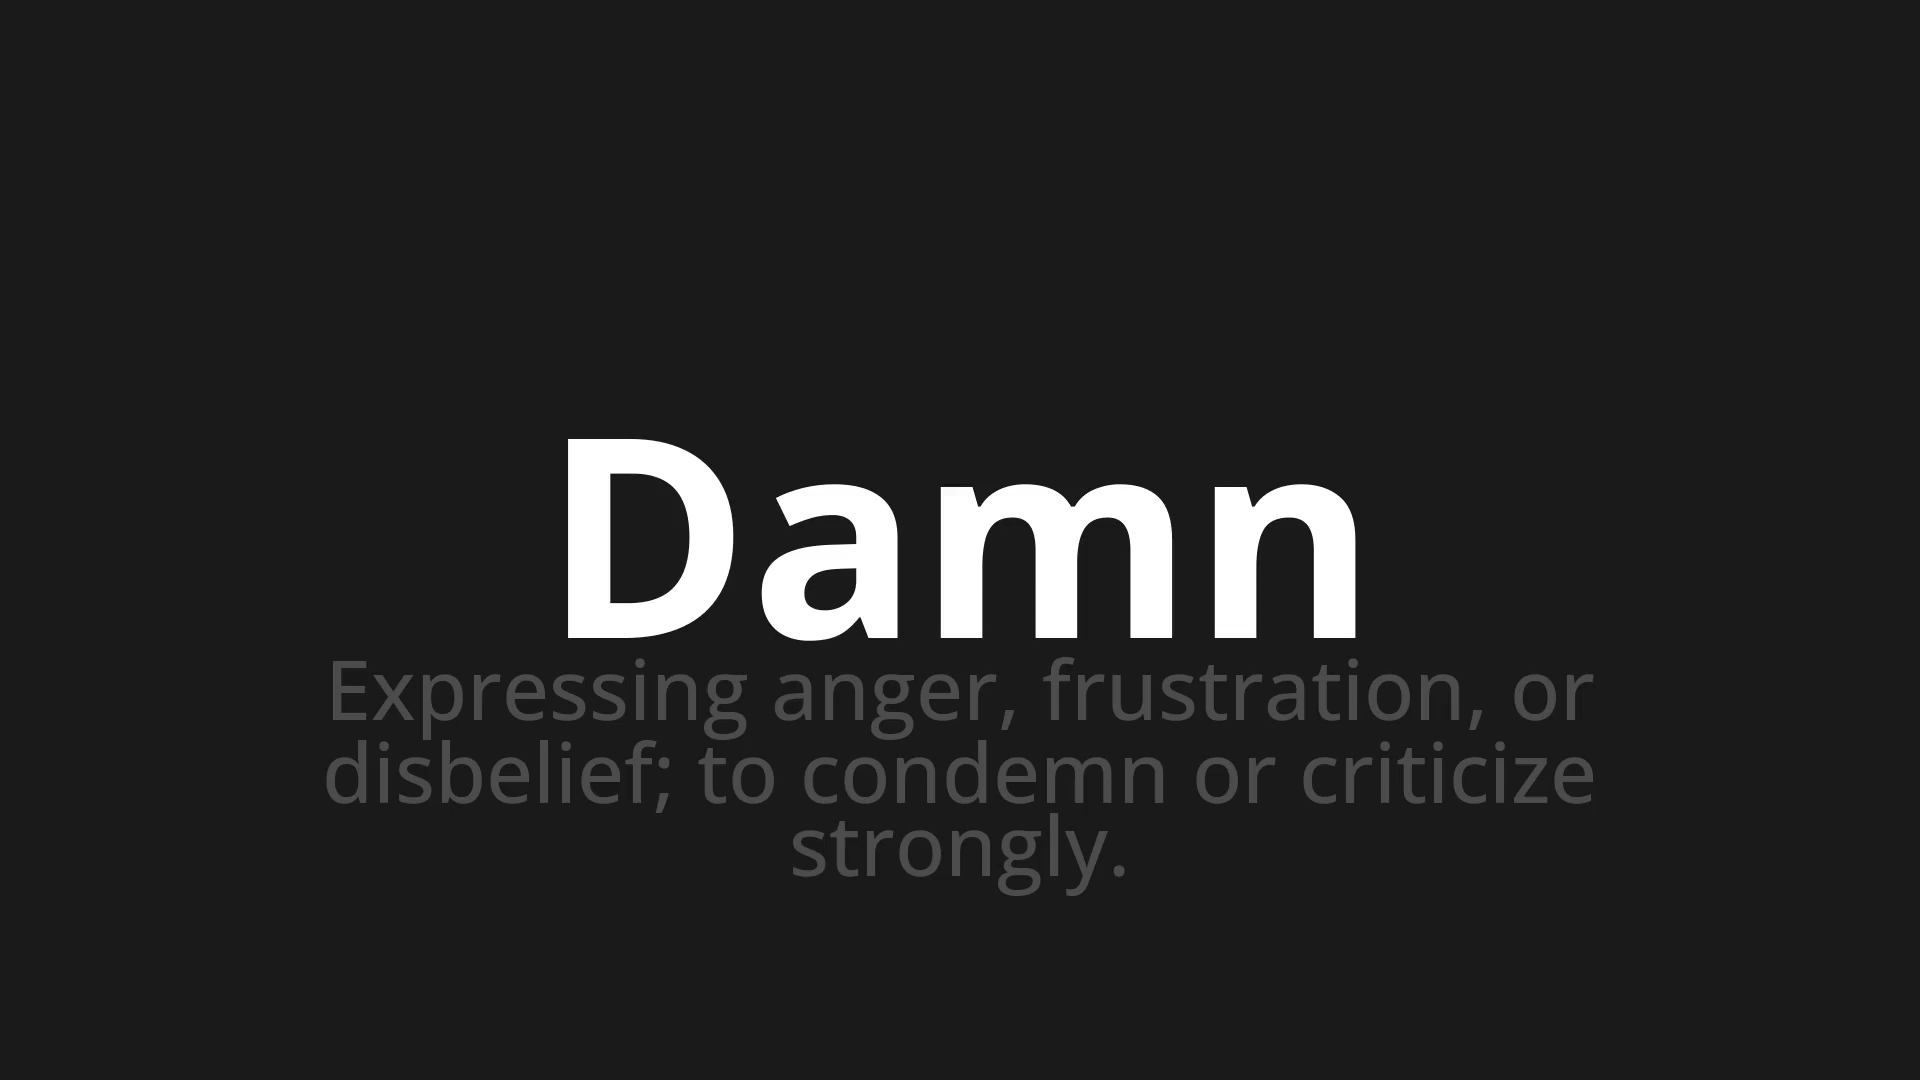 Damn
Expressing anger, frustration, or
disbelief; to condemn or criticize
strongly.